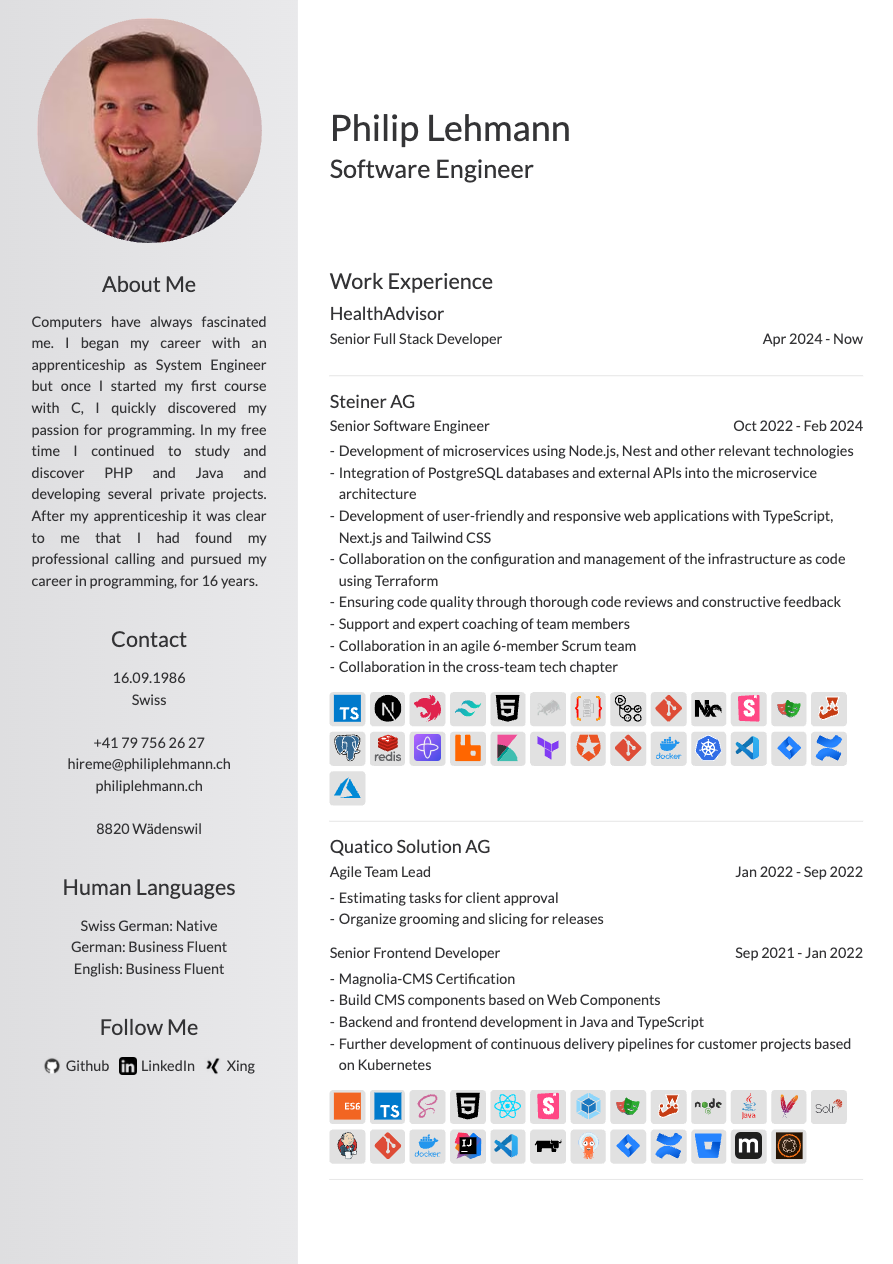 Philip Lehmann
Software Engineer
About Me
Computers have always fascinated
me. I began my career with an
apprenticeship as System Engineer
but once I started my first course
with C, I quickly discovered my
passion for programming. In my free
time I continued to study and
discover PHP and Java and
developing several private projects.
After my apprenticeship it was clear
to me that I had found my
professional calling and pursued my
career in programming, for 16 years.
Contact
16.09.1986
Swiss
+41 79 756 26 27
hireme@philiplehmann.ch
philiplehmann.ch
8820 Wädenswil
Human Languages
Swiss German: Native
German: Business Fluent
English: Business Fluent
Follow Me
Github LinkedIn Xing
Work Experience
HealthAdvisor
Senior Full Stack Developer Apr 2024 - Now
Steiner AG
Senior Software Engineer Oct 2022 - Feb 2024
- Development of microservices using Node.js, Nest and other relevant technologies
- Integration of PostgreSQL databases and external APIs into the microservice
architecture
- Development of user-friendly and responsive web applications with TypeScript,
Next.js and Tailwind CSS
- Collaboration on the configuration and management of the infrastructure as code
using Terraform
- Ensuring code quality through thorough code reviews and constructive feedback
- Support and expert coaching of team members
- Collaboration in an agile 6-member Scrum team
- Collaboration in the cross-team tech chapter
TS N 5 Nx S
redis docker
Quatico Solution AG
Agile Team Lead Jan 2022 - Sep 2022
- Estimating tasks for client approval
- Organize grooming and slicing for releases
Senior Frontend Developer Sep 2021 - Jan 2022
- Magnolia-CMS Certification
- Build CMS components based on Web Components
- Backend and frontend development in Java and TypeScript
- Further development of continuous delivery pipelines for customer projects based
on Kubernetes
ES6 TS 5 S node Java Solr
docker IJ m